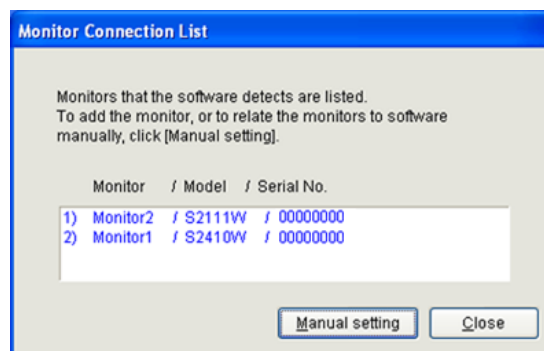 Monitor Connection List
Monitors that the software detects are listed.
To add the monitor, or to relate the monitors to software
manually, click [Manual setting].
Monitor / Model / Serial No.
1) Monitor2 / S2111W / 00000000
2) Monitor1 / S2410W / 00000000
Manual setting Close